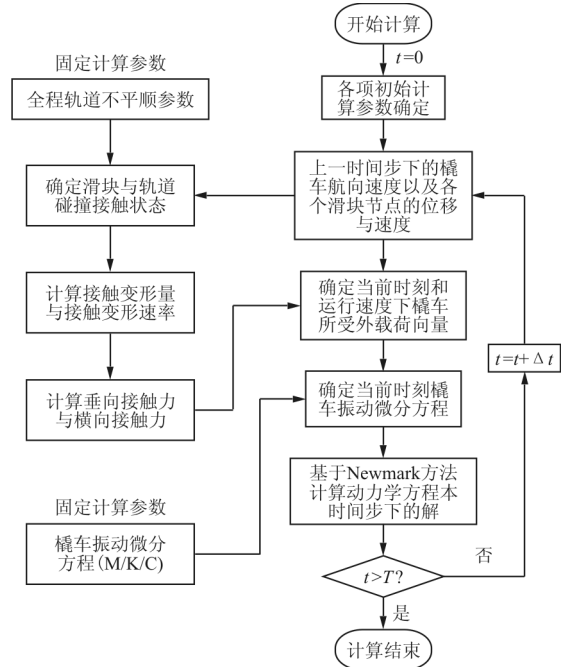 开始计算
t=0
固定计算参数
全程轨道不平顺参数
各项初始计
算参数确定
确定滑块与轨道
碰撞接触状态
上一时间步下的橇
车航向速度以及各
个滑块节点的位移
与速度
计算接触变形量
与接触变形速率
确定当前时刻和
运行速度下橇车
所受外载荷向量
t=t+Δt
计算垂向接触力
与横向接触力
确定当前时刻橇
车振动微分方程
基于Newmark方法
计算动力学方程本
时间步下的解
固定计算参数
橇车振动微分
方程(M/K/C)
t>T?
否
是
计算结束